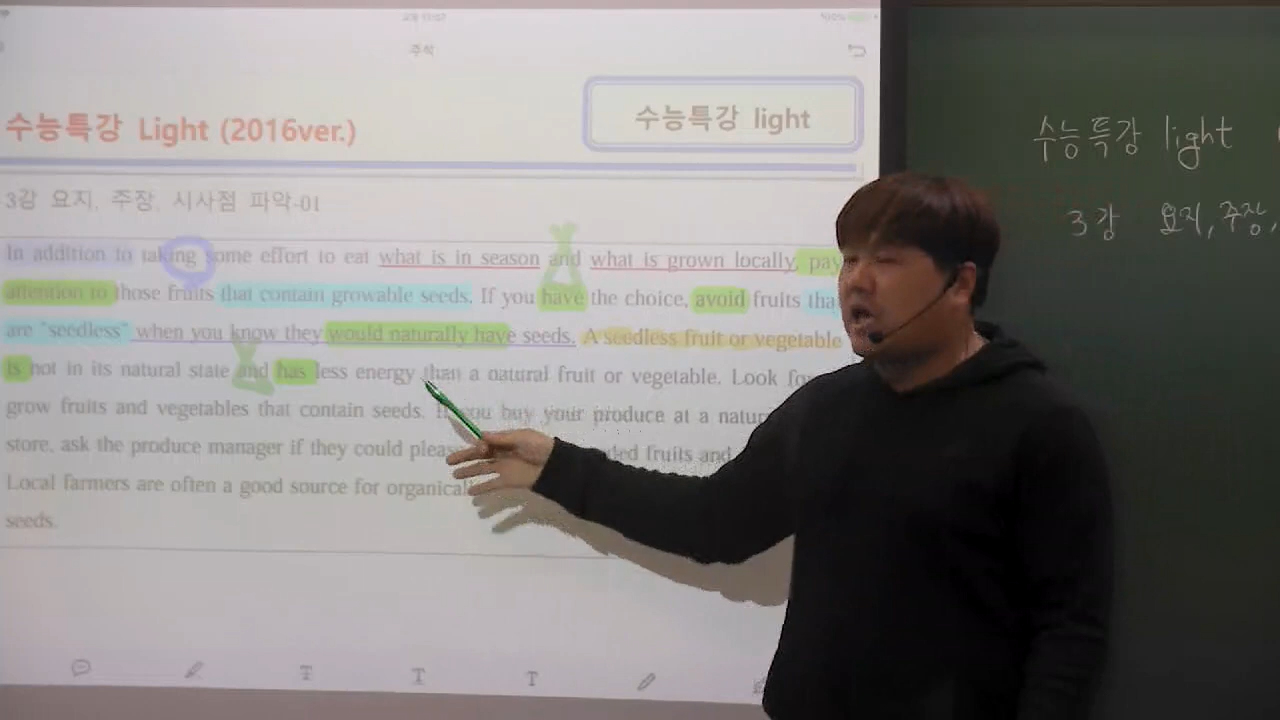 주석
수능특강 Light (2016ver.)
수능특강 light
3강 요지, 주장, 시사점 파악-01
In addition to taking some effort to eat what is in season and what is grown locally, pay
attention to those fruits that contain growable seeds. If you have the choice, avoid fruits tha
are "seedless" when you know they would naturally have seeds. A seedless fruit or vegetable
is not in its natural state and has less energy than a natural fruit or vegetable. Look for
grow fruits and vegetables that contain seeds. If you buy your produce at a natur
store, ask the produce manager if they could pleas fruits and
Local farmers are often a good source for organical
seeds.
수능특강 light
3강 요지, 주장,